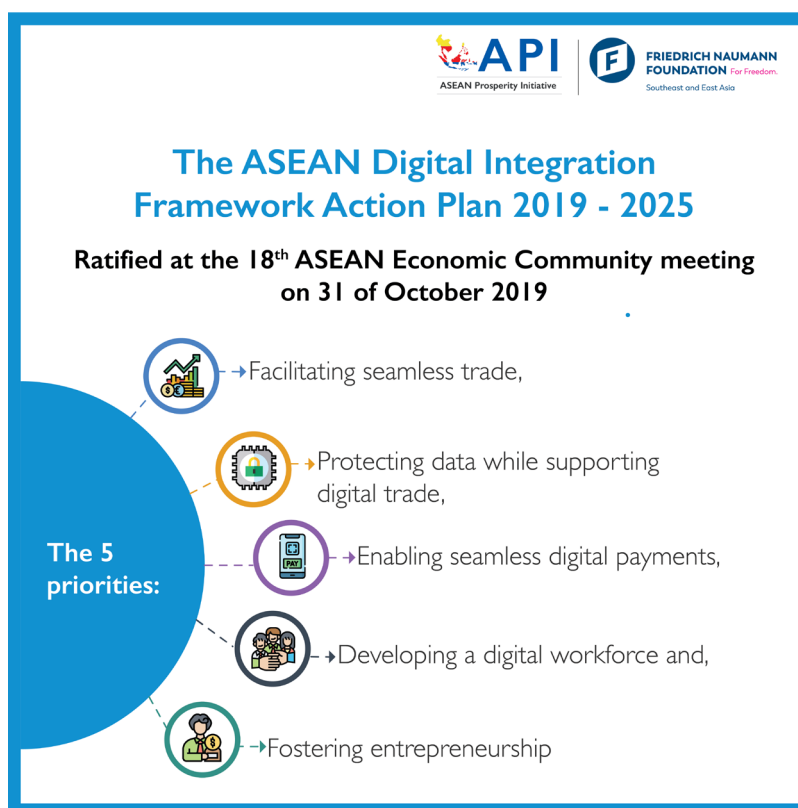 API
ASEAN Prosperity Initiative
F
FRIEDRICH NAUMANN
FOUNDATION For Freedom.
Southeast and East Asia
The ASEAN Digital Integration
Framework Action Plan 2019 - 2025
Ratified at the 18th ASEAN Economic Community meeting
on 31 of October 2019
The 5
priorities:
Facilitating seamless trade,
Protecting data while supporting
digital trade,
PAY
Enabling seamless digital payments,
Developing a digital workforce and,
Fostering entrepreneurship